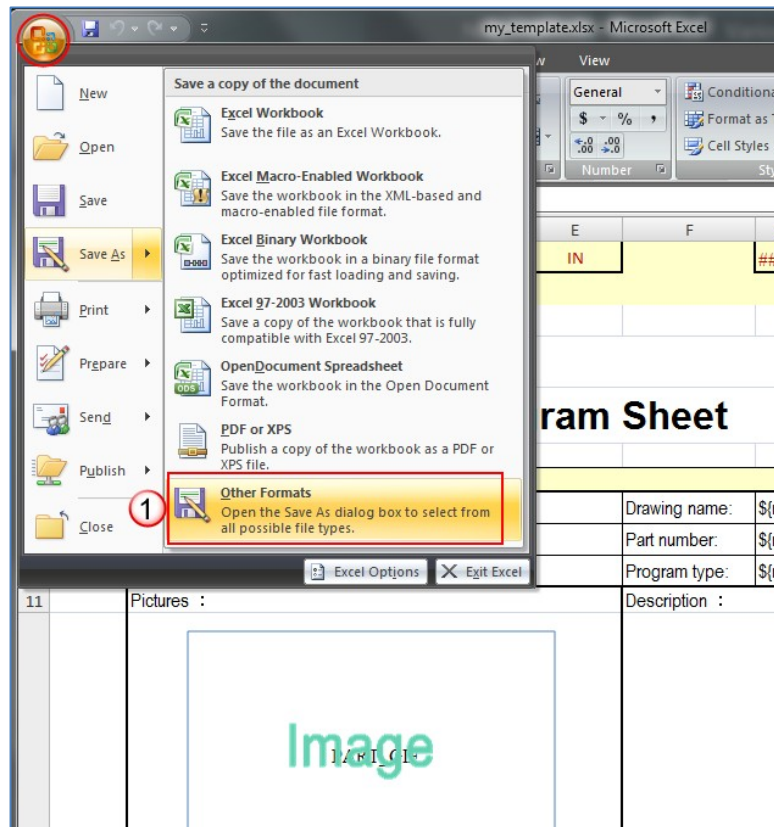 my_template.xlsx - Microsoft Excel
View
New
Open
Save
Save As
Print
Prepare
Send
Publish
Close
Save a copy of the document
Excel Workbook
Save the file as an Excel Workbook.
Excel Macro-Enabled Workbook
Save the workbook in the XML-based and
macro-enabled file format.
Excel Binary Workbook
Save the workbook in a binary file format
optimized for fast loading and saving.
Excel 97-2003 Workbook
Save a copy of the workbook that is fully
compatible with Excel 97-2003.
OpenDocument Spreadsheet
Save the workbook in the Open Document
Format.
PDF or XPS
Publish a copy of the workbook as a PDF or
XPS file.
1
Other Formats
Open the Save As dialog box to select from
all possible file types.
Excel Options
Exit Excel
General
$ % ,
Number
Conditiona
Format as T
Cell Styles
Sty
E F
IN
##
ram Sheet
Drawing name: ${
Part number: ${
Program type: ${
11
Pictures :
Description :
Image